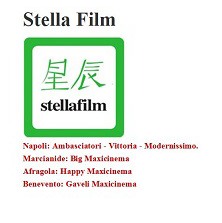 Stella Film
星辰
stellafilm
Napoli: Ambasciatori - Vittoria - Modernissimo.
Marcianide: Big Maxicinema
Afragola: Happy Maxicinema
Benevento: Gaveli Maxicinema